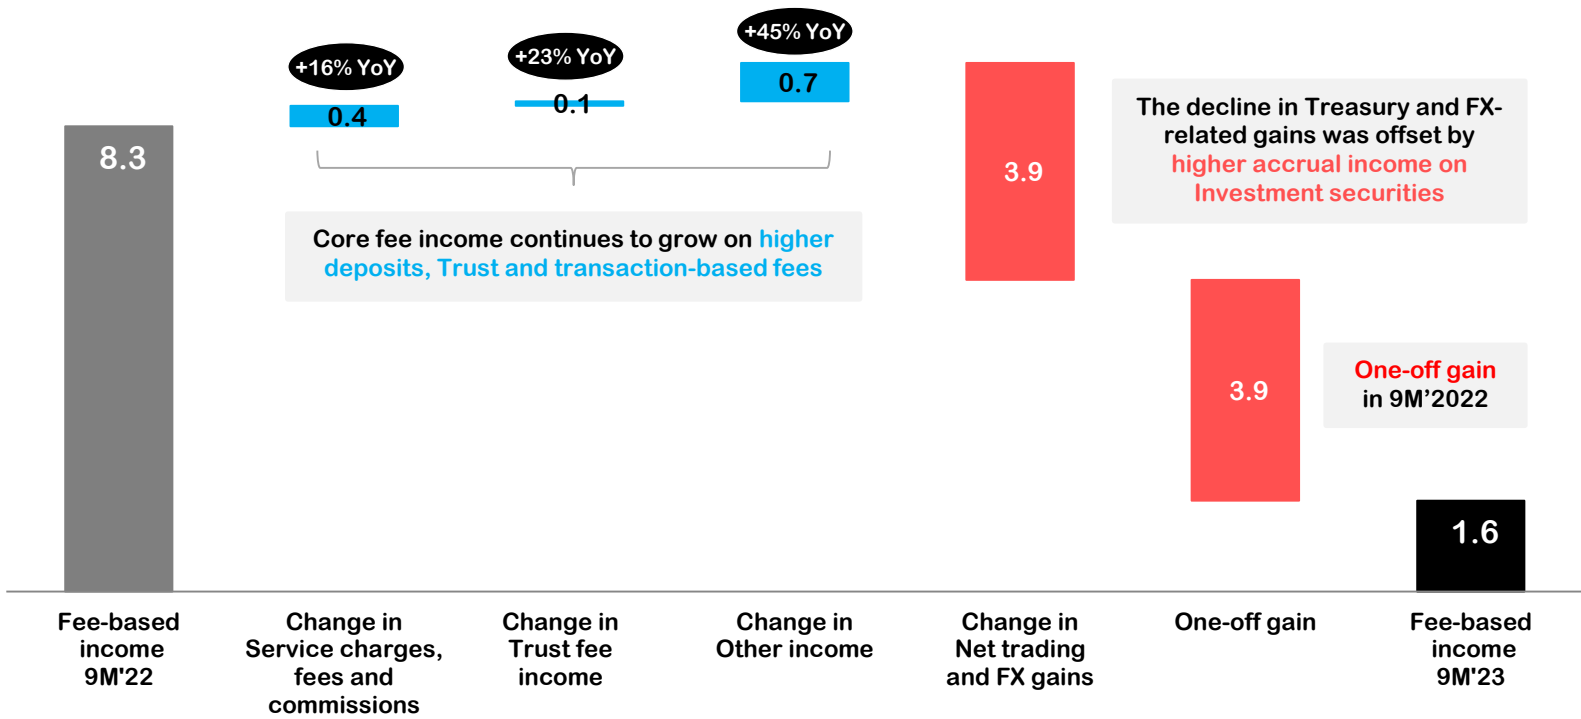 +16% YoY
+23% YoY
+45% YoY
8.3
0.4
0.1
0.7
3.9
The decline in Treasury and FX-
related gains was offset by
higher accrual income on
Investment securities
Core fee income continues to grow on higher
deposits, Trust and transaction-based fees
3.9
One-off gain
in 9M’2022
1.6
Fee-based
income
9M'22
Change in
Service charges,
fees and
commissions
Change in
Trust fee
income
Change in
Other income
Change in
Net trading
and FX gains
One-off gain
Fee-based
income
9M'23